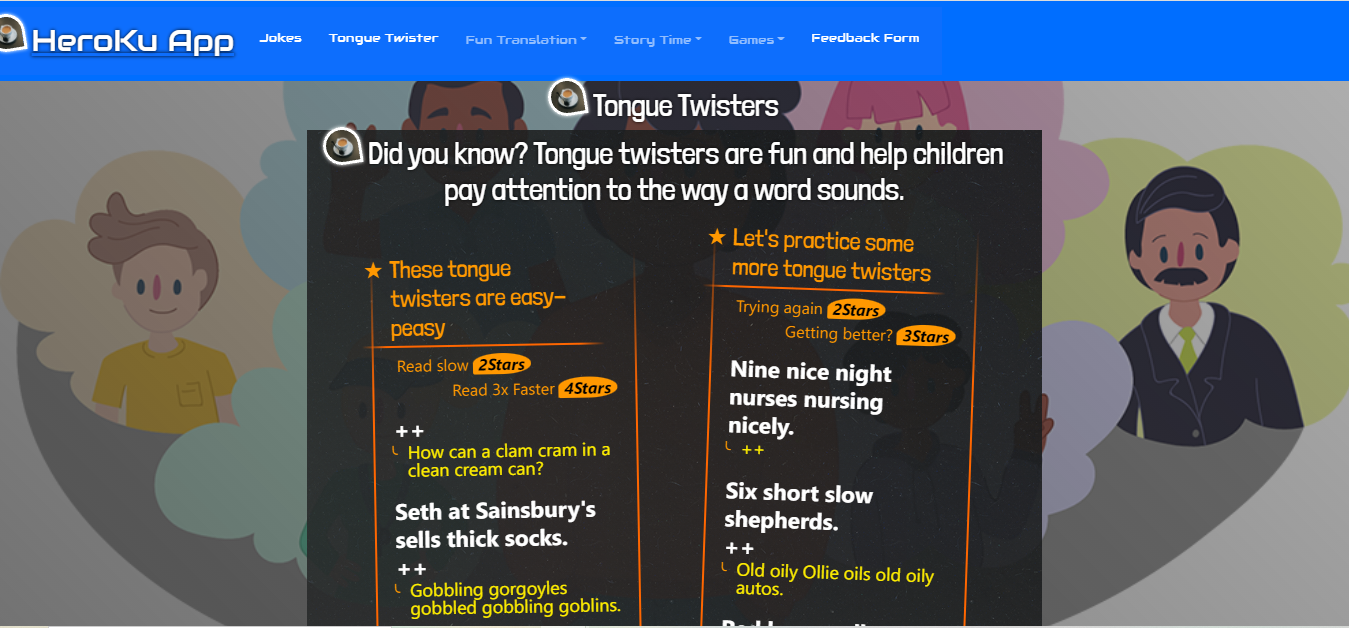 HeroKu App
Jokes
Tongue Twister
Fun Translation
Story Time
Games
Feedback Form
Tongue Twisters
Did you know? Tongue twisters are fun and help children
pay attention to the way a word sounds.
★ These tongue
twisters are easy-
peasy
Read slow 2Stars
Read 3x Faster 4Stars
++
How can a clam cram in a
clean cream can?
Seth at Sainsbury's
sells thick socks.
++
Gobbling gorgoyles
gobbled gobbling goblins.
★ Let's practice some
more tongue twisters
Trying again 2Stars
Getting better? 3Stars
Nine nice night
nurses nursing
nicely.
++
Six short slow
shepherds.
++
Old oily Ollie oils old oily
autos.